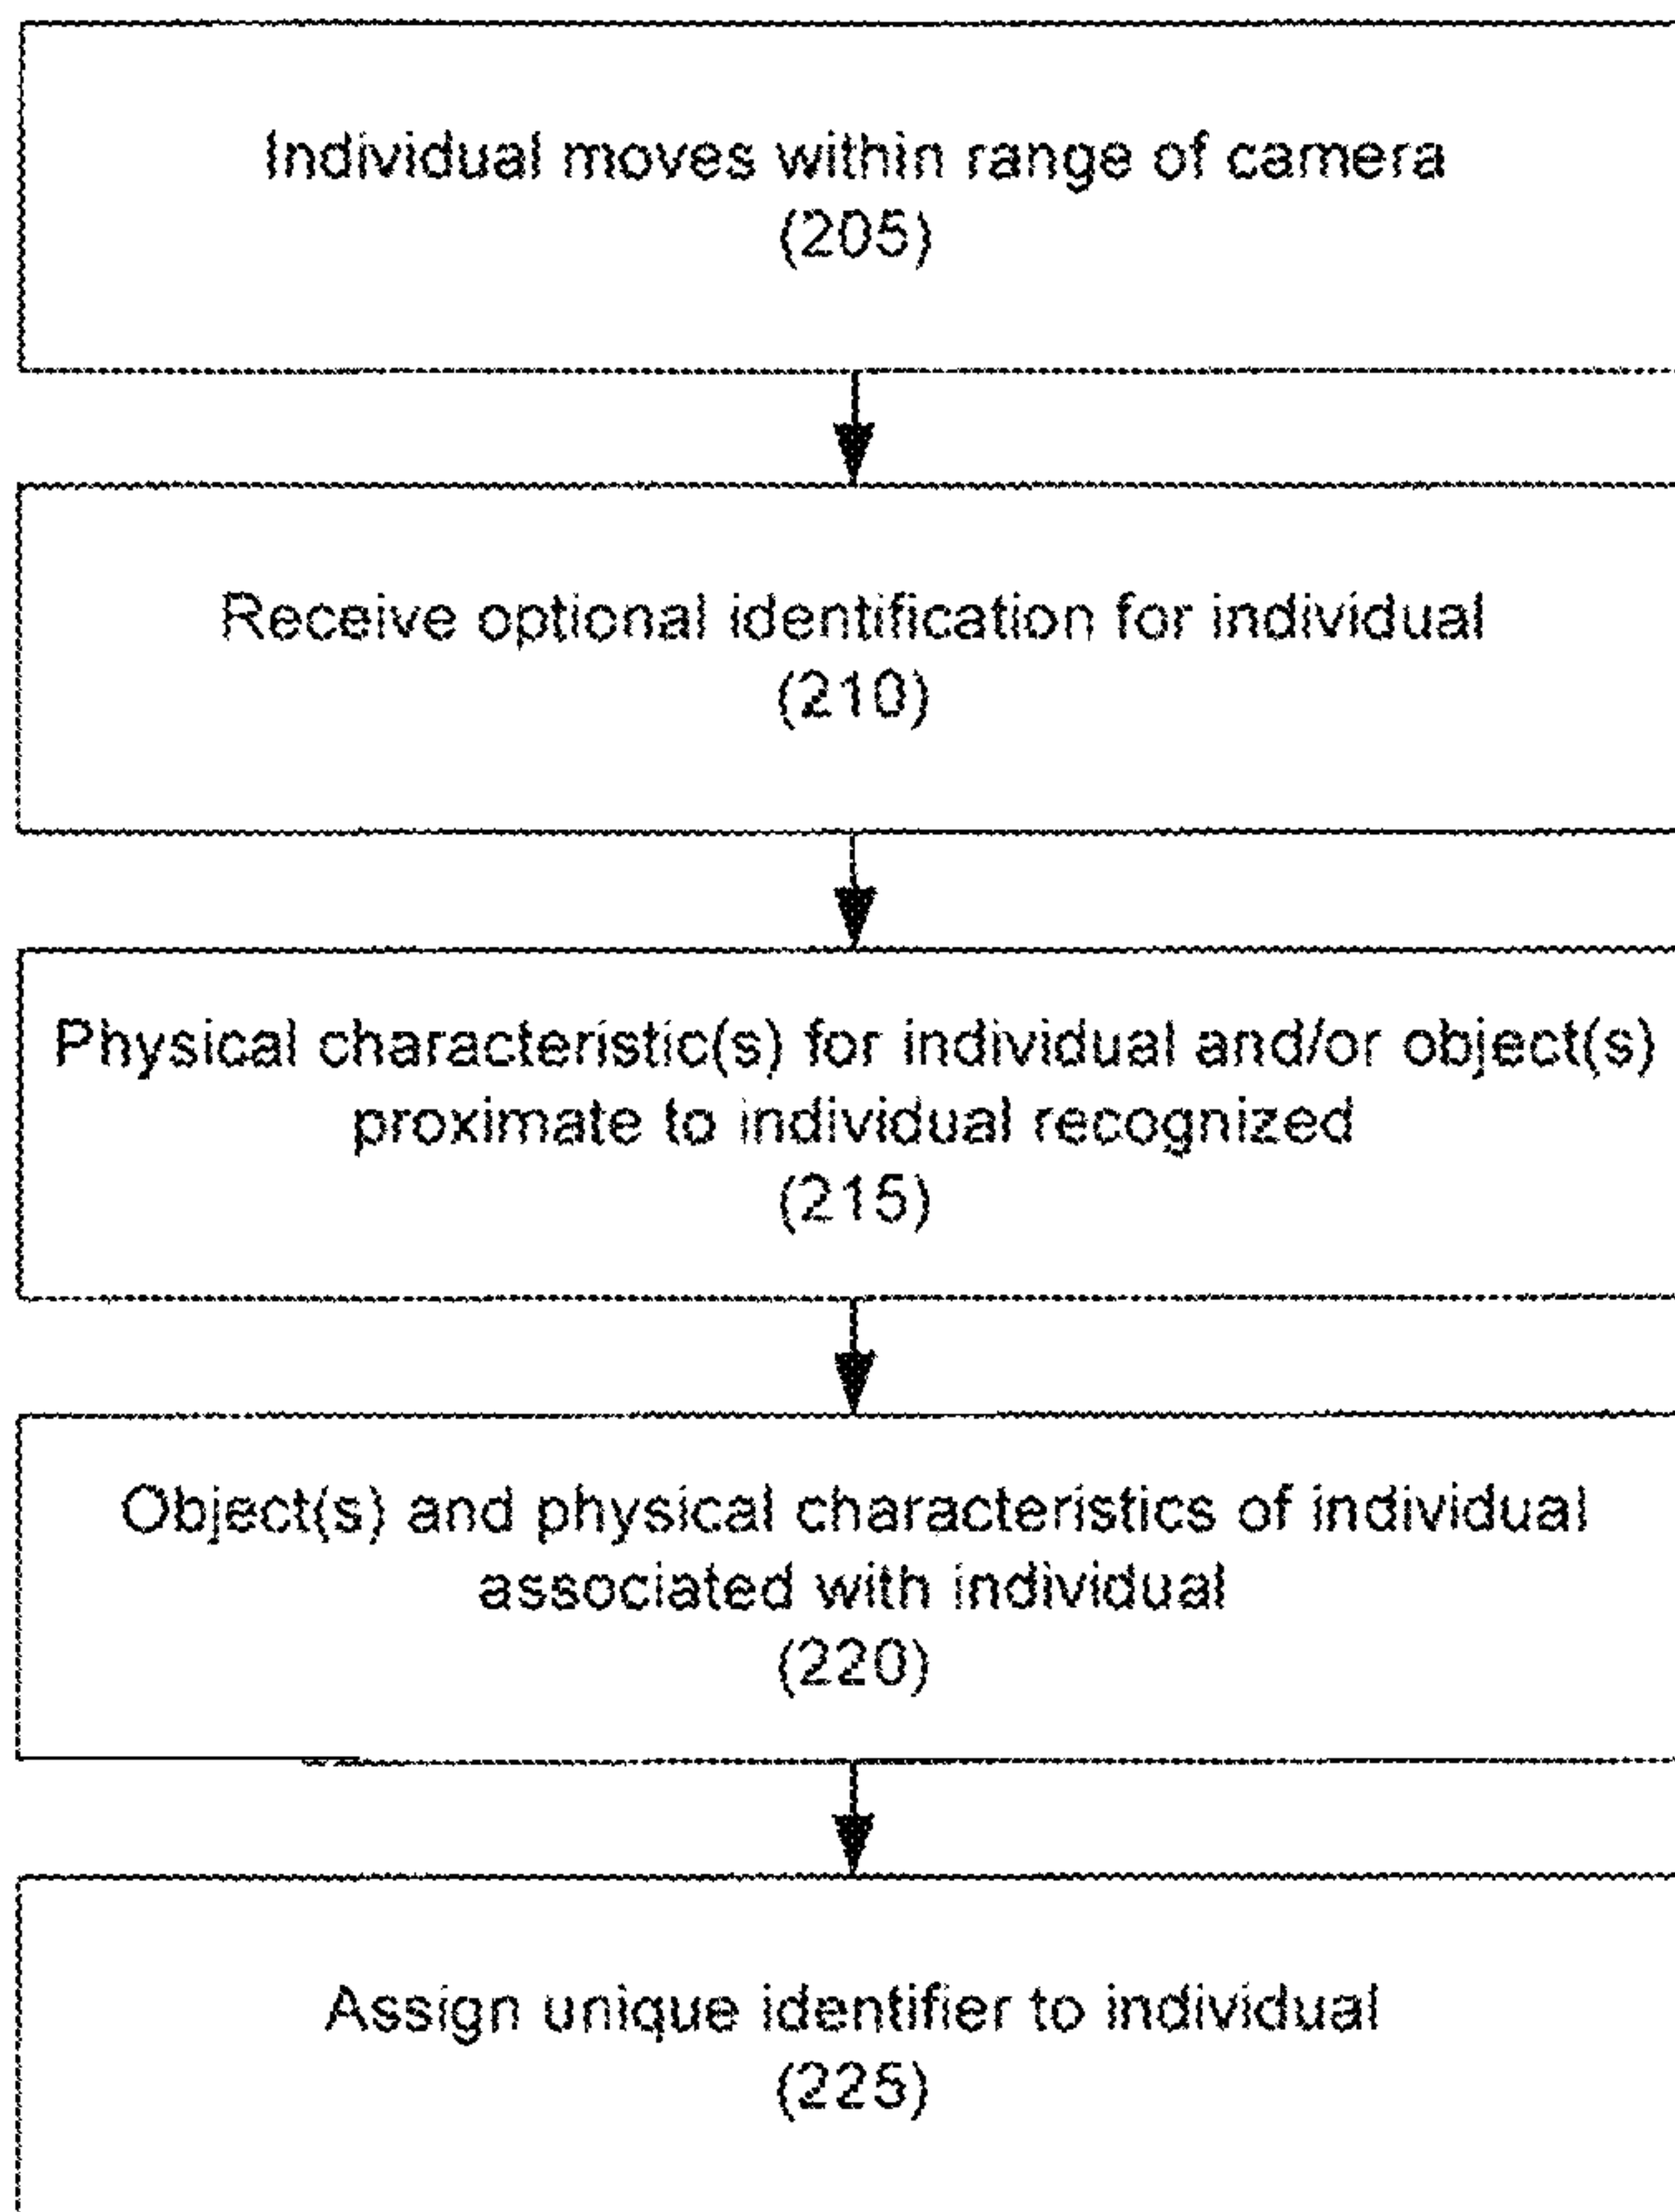 Individual moves within range of camera
(205)
Receive optional identification for individual
(210)
Physical characteristic(s) for individual and/or object(s)
proximate to individual recognized
(215)
Object(s) and physical characteristics of individual
associated with individual
(220)
Assign unique identifier to individual
(225)